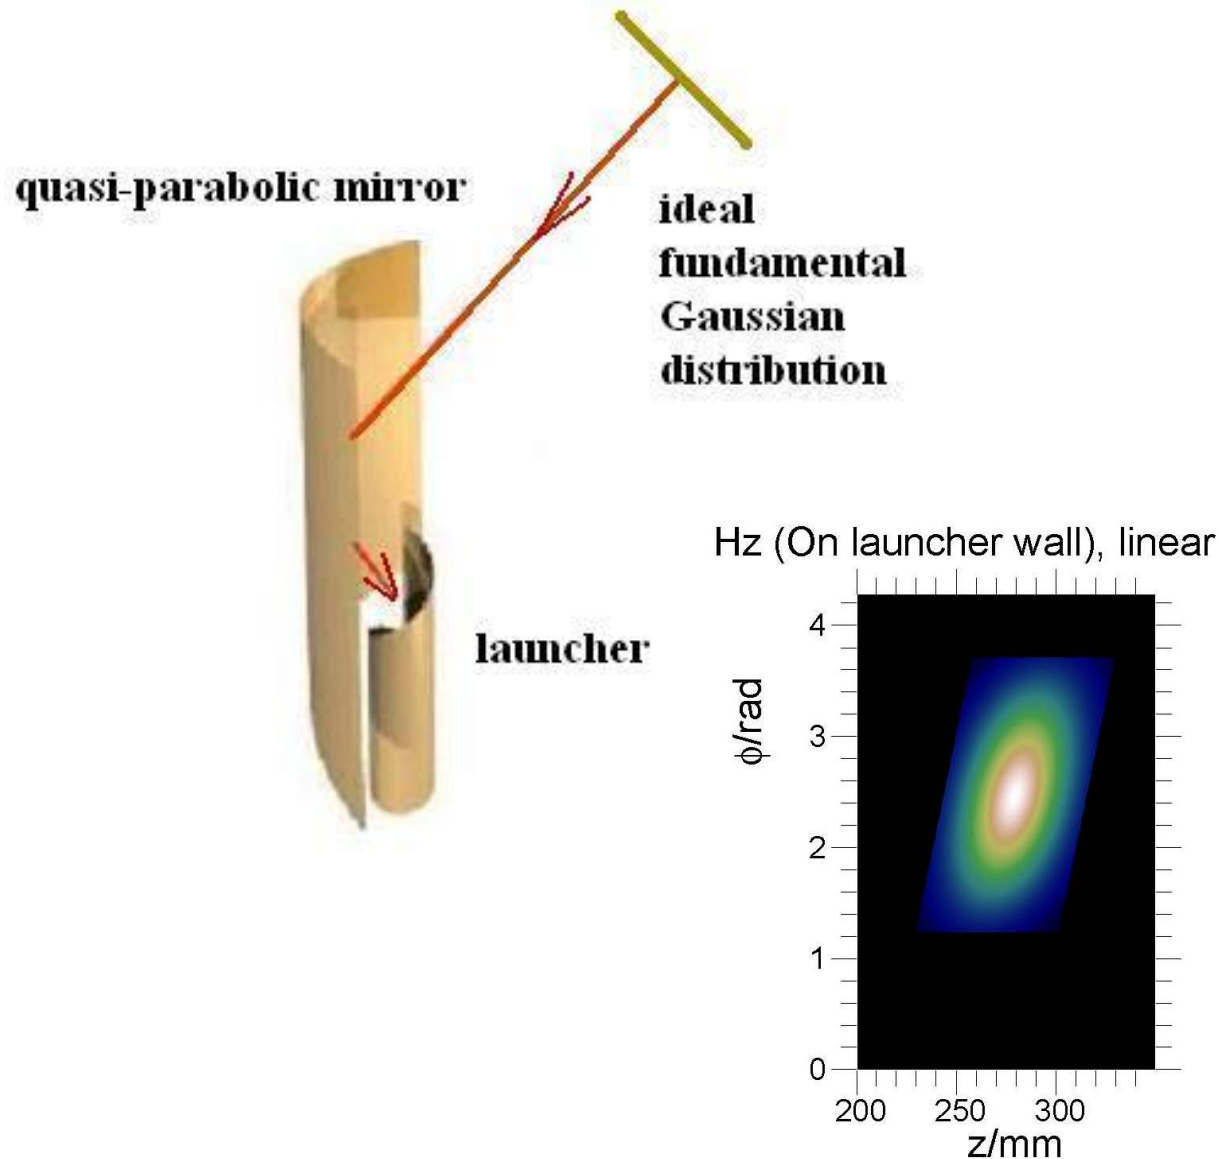 quasi-parabolic mirror
ideal
fundamental
Gaussian
distribution
launcher
Hz (On launcher wall), linear
ϕ/rad
4
3
2
1
0
200 250 300
z/mm